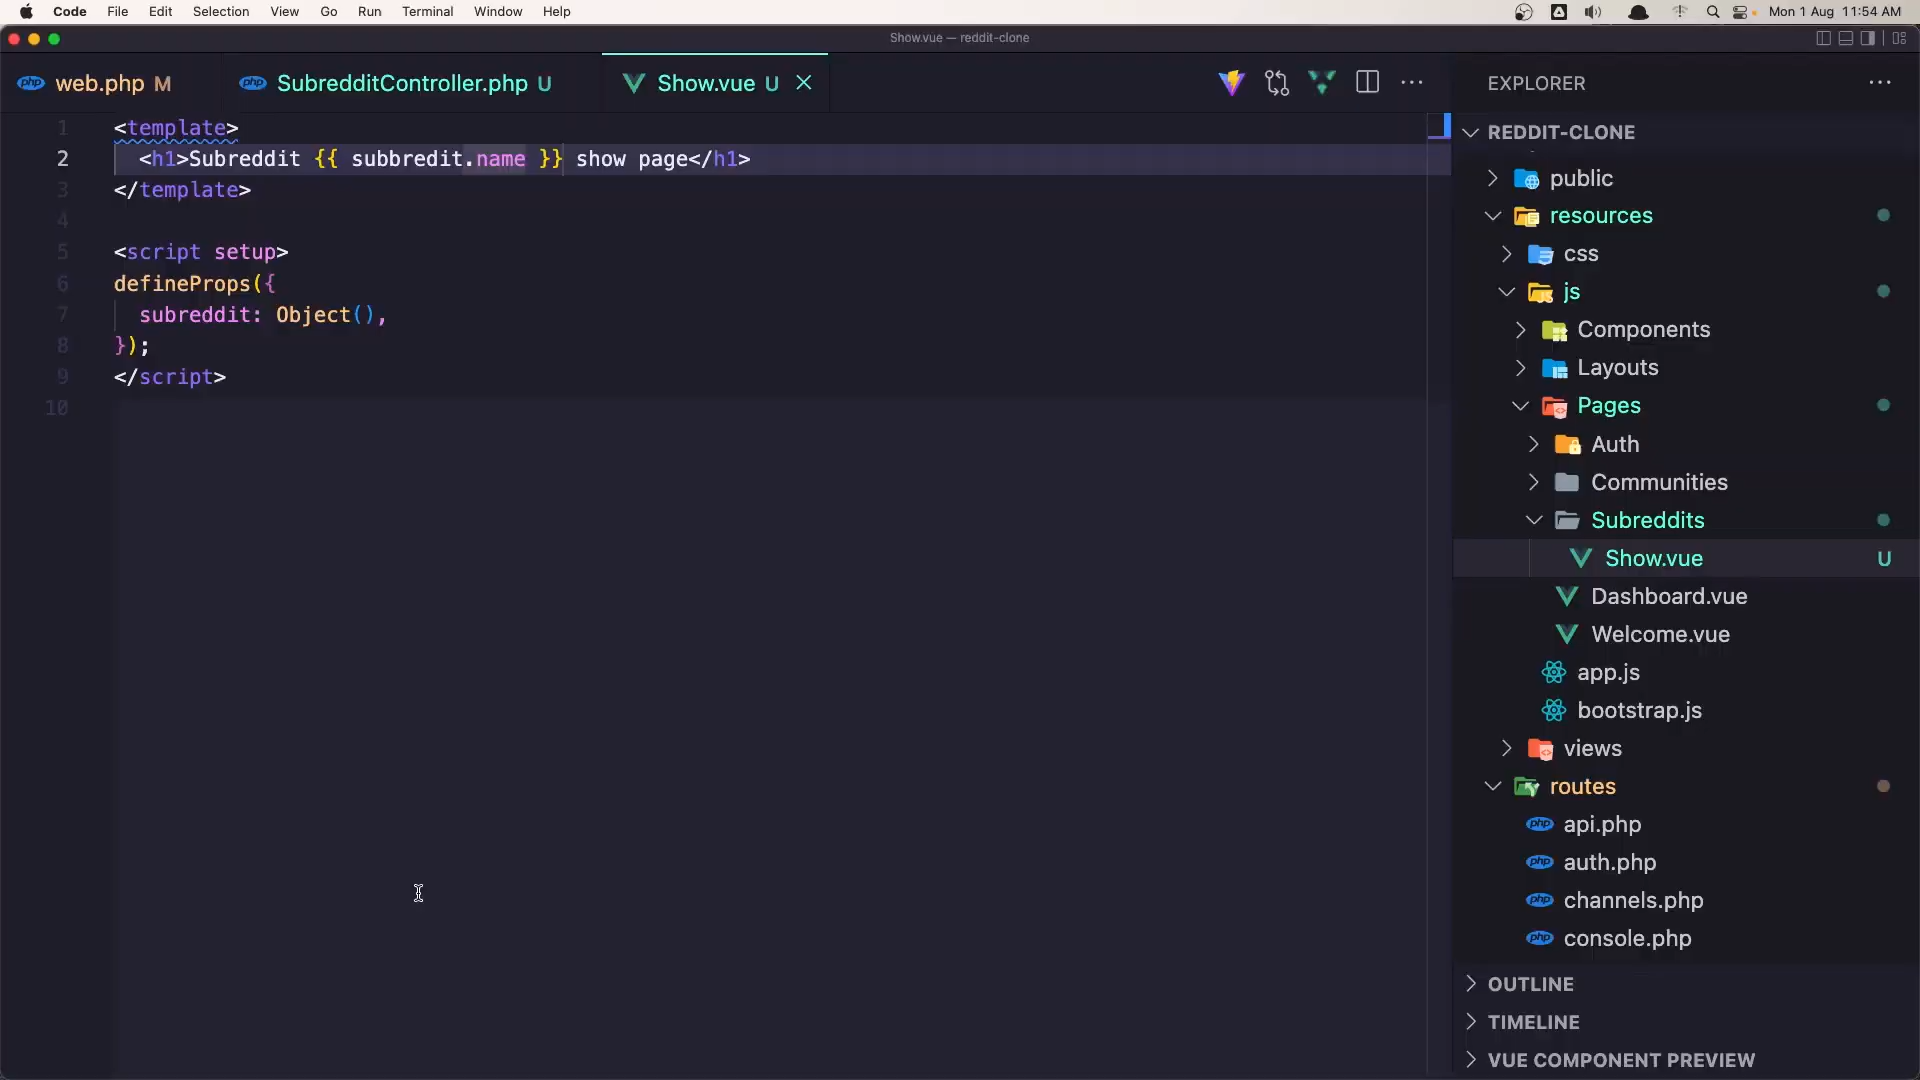 Code File Edit Selection View Go Run Terminal Window Help Mon 1 Aug 11:54 AM
Show.vue — reddit-clone
web.php M SubredditController.php U Show.vue U
1 <template>
2 <h1>Subreddit {{ subbredit.name }} show page</h1>
3 </template>
4
5 <script setup>
6 defineProps({
7 subreddit: Object(),
8 });
9 </script>
10
EXPLORER
REDDIT-CLONE
public
resources
css
js
Components
Layouts
Pages
Auth
Communities
Subreddits
Show.vue U
Dashboard.vue
Welcome.vue
app.js
bootstrap.js
views
routes
php api.php
php auth.php
php channels.php
php console.php
OUTLINE
TIMELINE
VUE COMPONENT PREVIEW